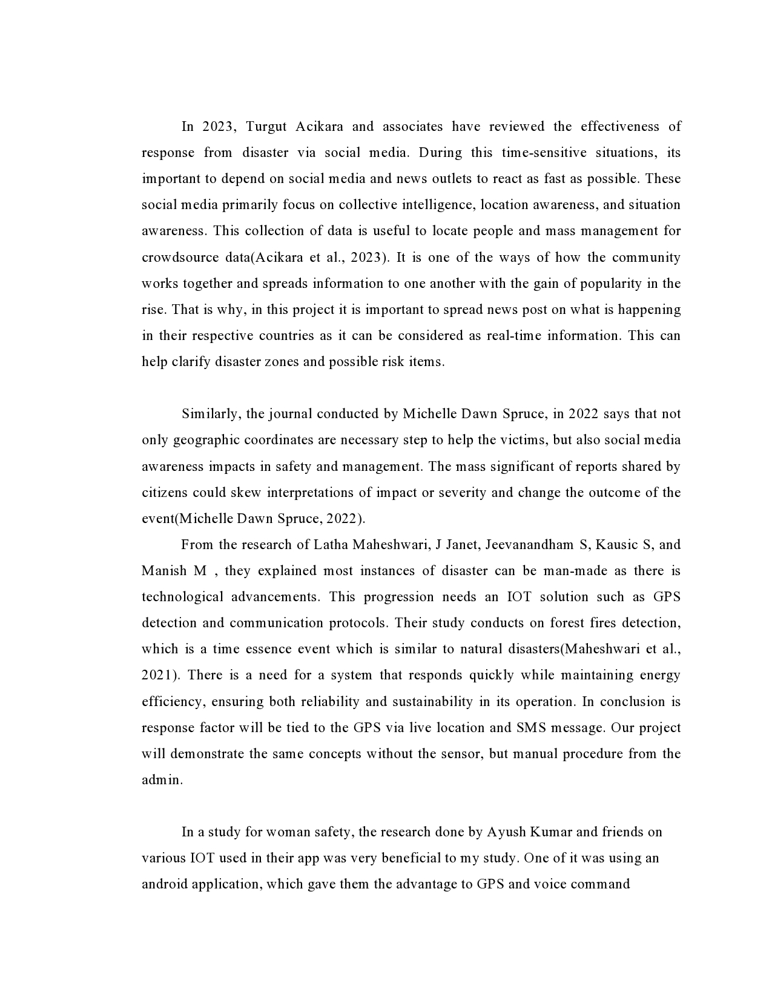 In 2023, Turgut Acikara and associates have reviewed the effectiveness of
response from disaster via social media. During this time-sensitive situations, its
important to depend on social media and news outlets to react as fast as possible. These
social media primarily focus on collective intelligence, location awareness, and situation
awareness. This collection of data is useful to locate people and mass management for
crowdsource data(Acikara et al., 2023). It is one of the ways of how the community
works together and spreads information to one another with the gain of popularity in the
rise. That is why, in this project it is important to spread news post on what is happening
in their respective countries as it can be considered as real-time information. This can
help clarify disaster zones and possible risk items.
Similarly, the journal conducted by Michelle Dawn Spruce, in 2022 says that not
only geographic coordinates are necessary step to help the victims, but also social media
awareness impacts in safety and management. The mass significant of reports shared by
citizens could skew interpretations of impact or severity and change the outcome of the
event(Michelle Dawn Spruce, 2022).
From the research of Latha Maheshwari, J Janet, Jeevanandham S, Kausic S, and
Manish M , they explained most instances of disaster can be man-made as there is
technological advancements. This progression needs an IOT solution such as GPS
detection and communication protocols. Their study conducts on forest fires detection,
which is a time essence event which is similar to natural disasters(Maheshwari et al.,
2021). There is a need for a system that responds quickly while maintaining energy
efficiency, ensuring both reliability and sustainability in its operation. In conclusion is
response factor will be tied to the GPS via live location and SMS message. Our project
will demonstrate the same concepts without the sensor, but manual procedure from the
admin.
In a study for woman safety, the research done by Ayush Kumar and friends on
various IOT used in their app was very beneficial to my study. One of it was using an
android application, which gave them the advantage to GPS and voice command